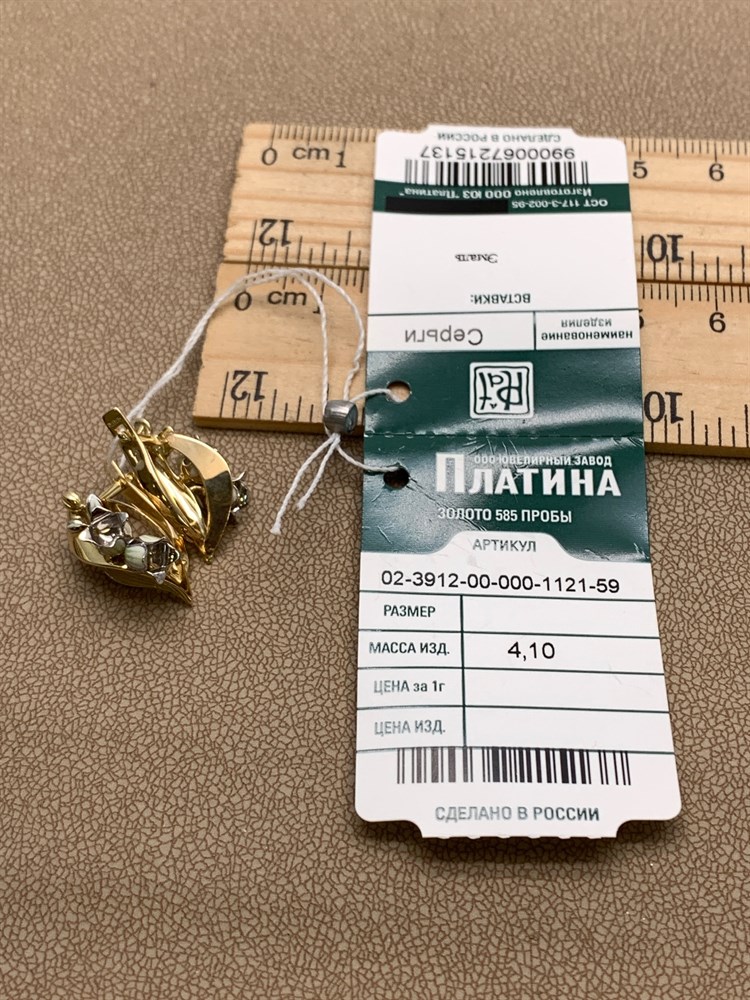 СДЕЛАНО В РОССИИ
9900067215137
Изготовлено ООО ЮЗ "Платина"
ОСТ 117-3-002-95
Эмаль
ВСТАВКИ:
наименование изделия
Серьги
Plat
ООО ЮВЕЛИРНЫЙ ЗАВОД
ПЛАТИНА
ЗОЛОТО 585 ПРОБЫ
АРТИКУЛ
02-3912-00-000-1121-59
РАЗМЕР
МАССА ИЗД. 4,10
ЦЕНА за 1г
ЦЕНА ИЗД.
СДЕЛАНО В РОССИИ
0 cm 1 5 6
12 10
0 cm 1 6
12 10